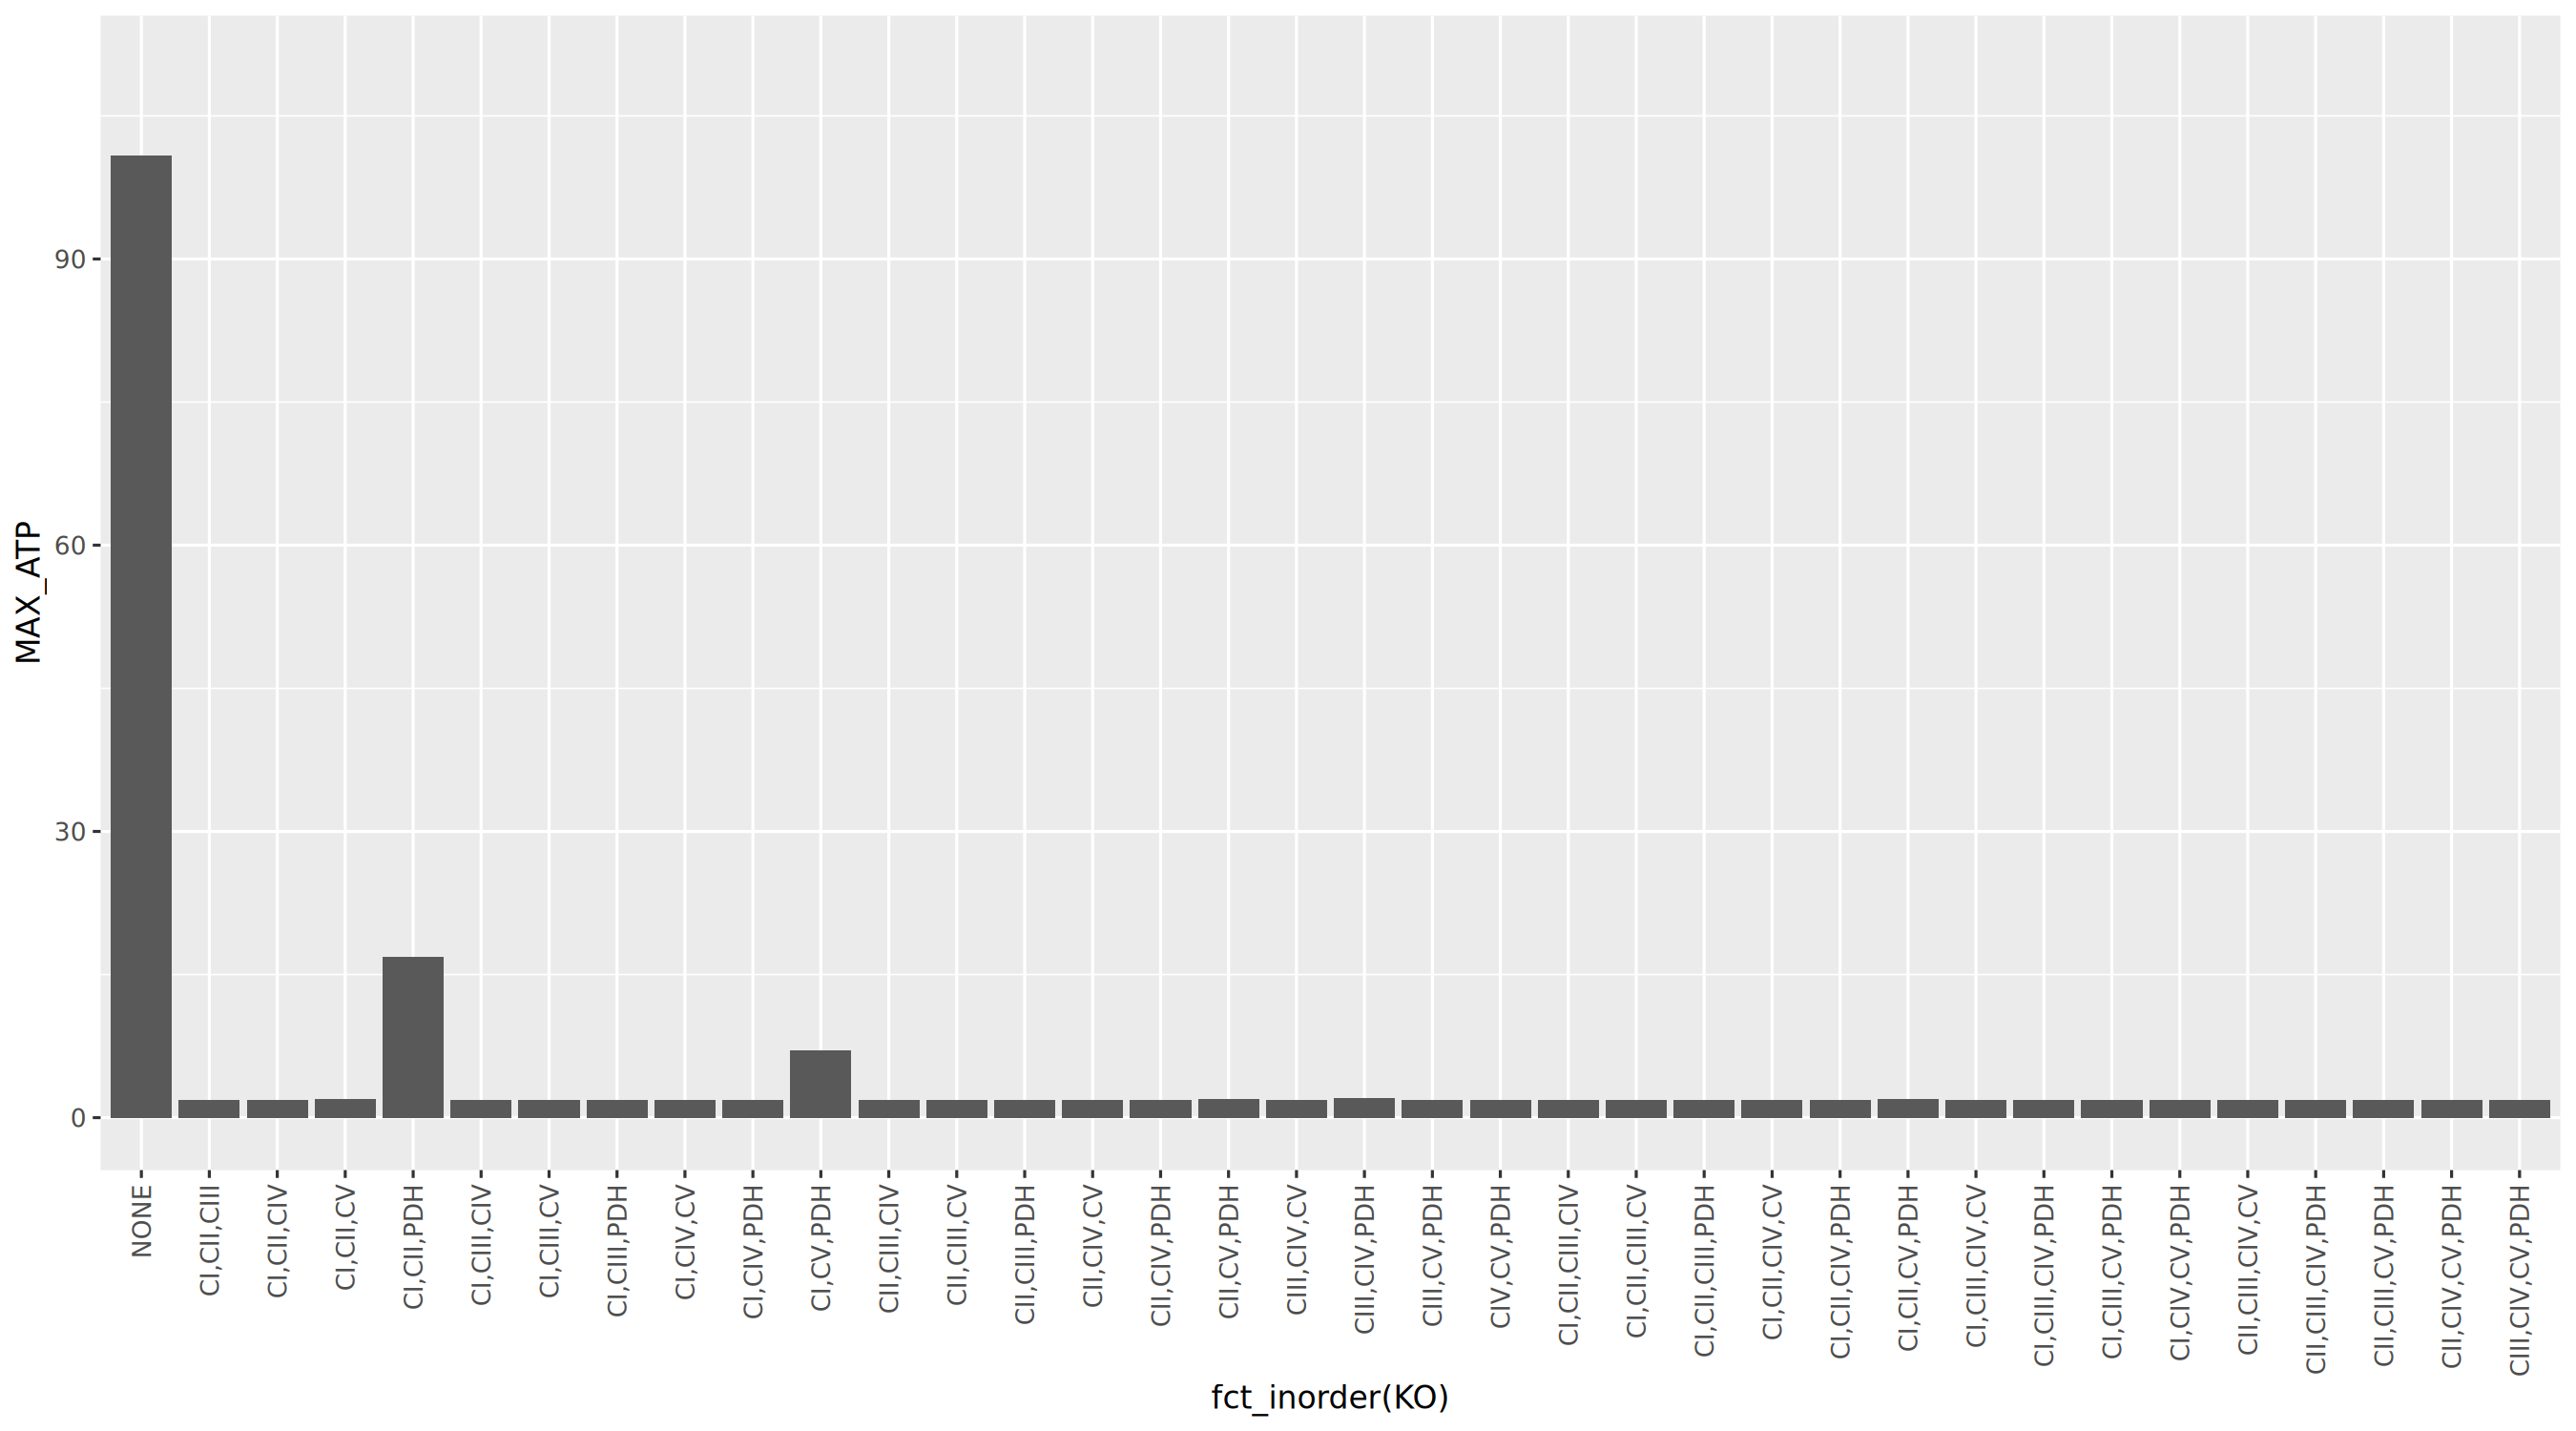 MAX_ATP
90
60
30
0
NONE
CI,CII,CIII
CI,CII,CIV
CI,CII,CV
CI,CII,PDH
CI,CIII,CIV
CI,CIII,CV
CI,CIII,PDH
CI,CIV,CV
CI,CIV,PDH
CI,CV,PDH
CII,CIII,CIV
CII,CIII,CV
CII,CIII,PDH
CII,CIV,CV
CII,CIV,PDH
CII,CV,PDH
CIII,CIV,CV
CIII,CIV,PDH
CIII,CV,PDH
CIV,CV,PDH
CI,CII,CIII,CIV
CI,CII,CIII,CV
CI,CII,CIII,PDH
CI,CII,CIV,CV
CI,CII,CIV,PDH
CI,CII,CV,PDH
CI,CIII,CIV,CV
CI,CIII,CIV,PDH
CI,CIII,CV,PDH
CI,CIV,CV,PDH
CII,CIII,CIV,CV
CII,CIII,CIV,PDH
CII,CIII,CV,PDH
CII,CIV,CV,PDH
CIII,CIV,CV,PDH
fct_inorder(KO)